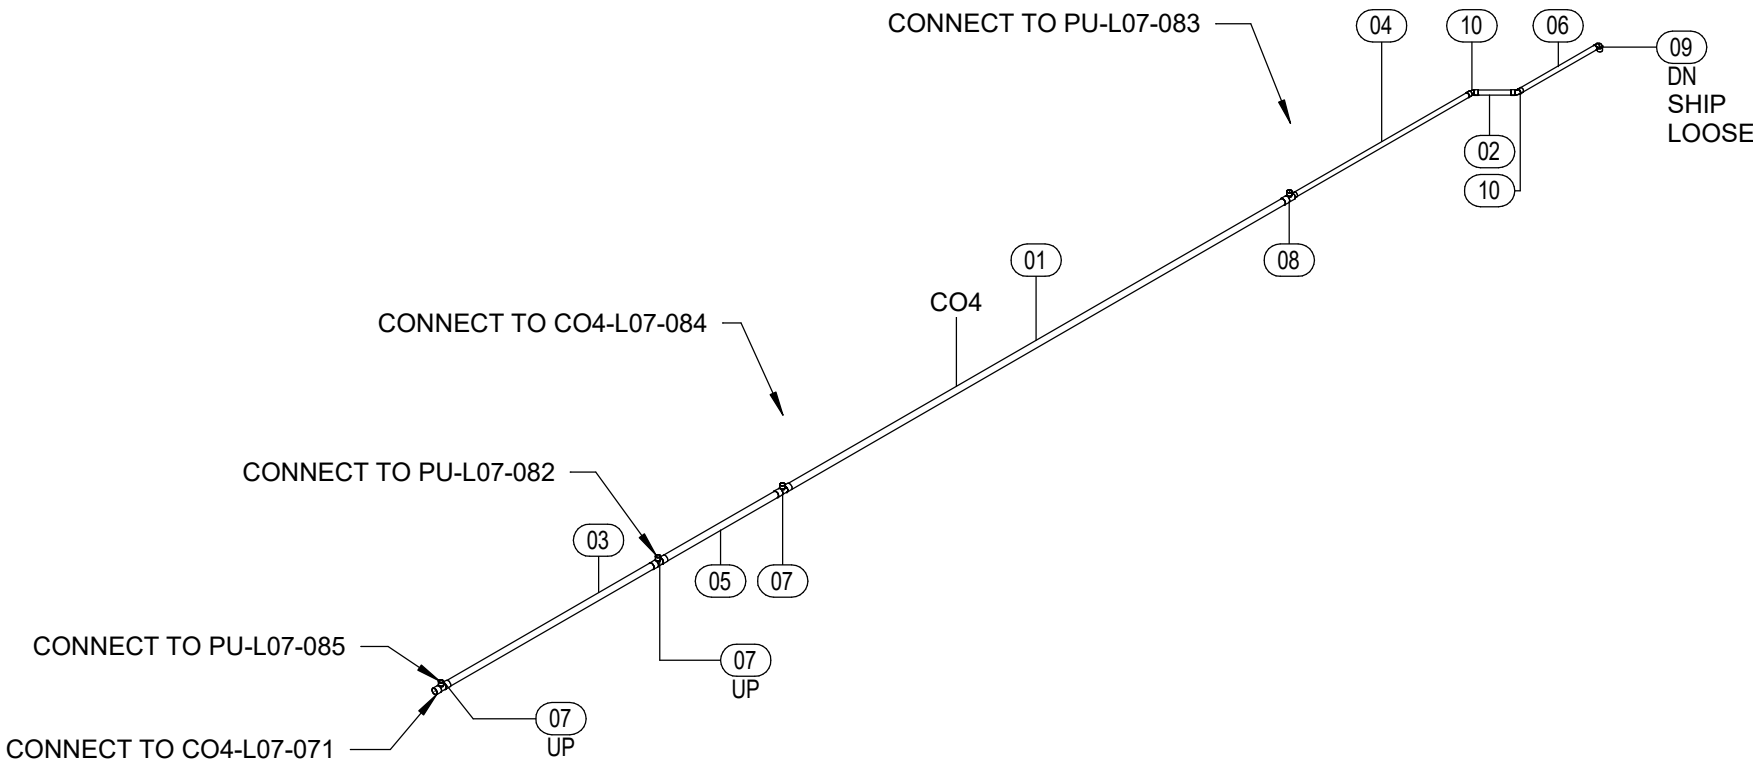 CONNECT TO PU-L07-083
04
10
06
09
DN
SHIP
LOOSE
02
10
08
01
CO4
CONNECT TO CO4-L07-084
CONNECT TO PU-L07-082
03
05
07
CONNECT TO PU-L07-085
07
UP
07
UP
CONNECT TO CO4-L07-071